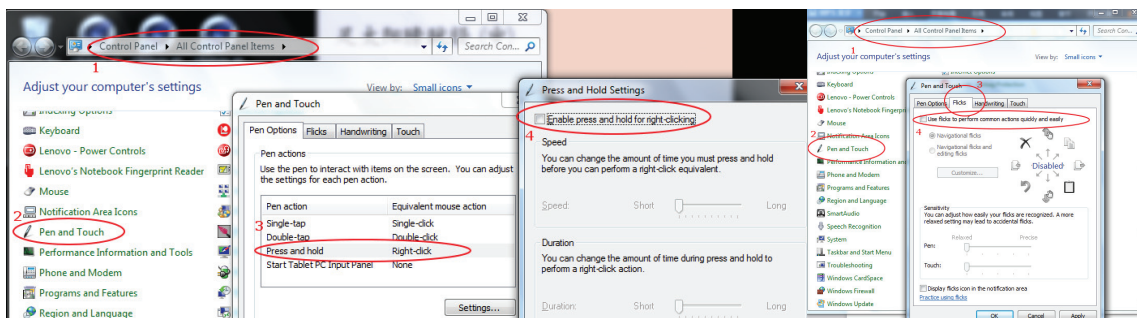 Control Panel ▸ All Control Panel Items ▸
Search Con...
1
Adjust your computer's settings
View by: Small icons
Indexing Options
Keyboard
Lenovo - Power Controls
Lenovo's Notebook Fingerprint Reader
Mouse
2
Notification Area Icons
Pen and Touch
Performance Information and Tools
Phone and Modem
Programs and Features
Region and Language
Pen and Touch
Pen Options Flicks Handwriting Touch
Pen actions
Use the pen to interact with items on the screen. You can adjust
the settings for each pen action.
Pen action Equivalent mouse action
3
Single-tap Single-click
Double-tap Double-click
Press and hold Right-click
Start Tablet PC Input Panel None
Settings...
Press and Hold Settings
Enable press and hold for right-clicking
4
Speed
You can change the amount of time you must press and hold
before you can perform a right-click equivalent.
Speed: Short Long
Duration
You can change the amount of time during press and hold to
perform a right-click action.
Duration: Short Long
Control Panel ▸ All Control Panel Items ▸
Search Con
1
Adjust your computer's settings
View by: Small icons
Indexing Options
Internet Options
Keyboard
Lenovo - Power Controls
Lenovo's Notebook Fingerprint
Mouse
2
Notification Area Icons
Pen and Touch
Performance Information and
Phone and Modem
Programs and Features
Region and Language
SmartAudio
Speech Recognition
System
Taskbar and Start Menu
Troubleshooting
Windows CardSpace
Windows Firewall
Windows Update
Pen and Touch
3
Pen Options Flicks Handwriting Touch
Use flicks to perform common actions quickly and easily
4
Navigational flicks
Navigational flicks and
editing flicks
Customize...
Disabled
Sensitivity
You can adjust how easily your flicks are recognized. A more
relaxed setting may lead to accidental flicks.
Relaxed Precise
Pen:
Touch:
Display flicks icon in the notification area
Practice using flicks
OK Cancel Apply